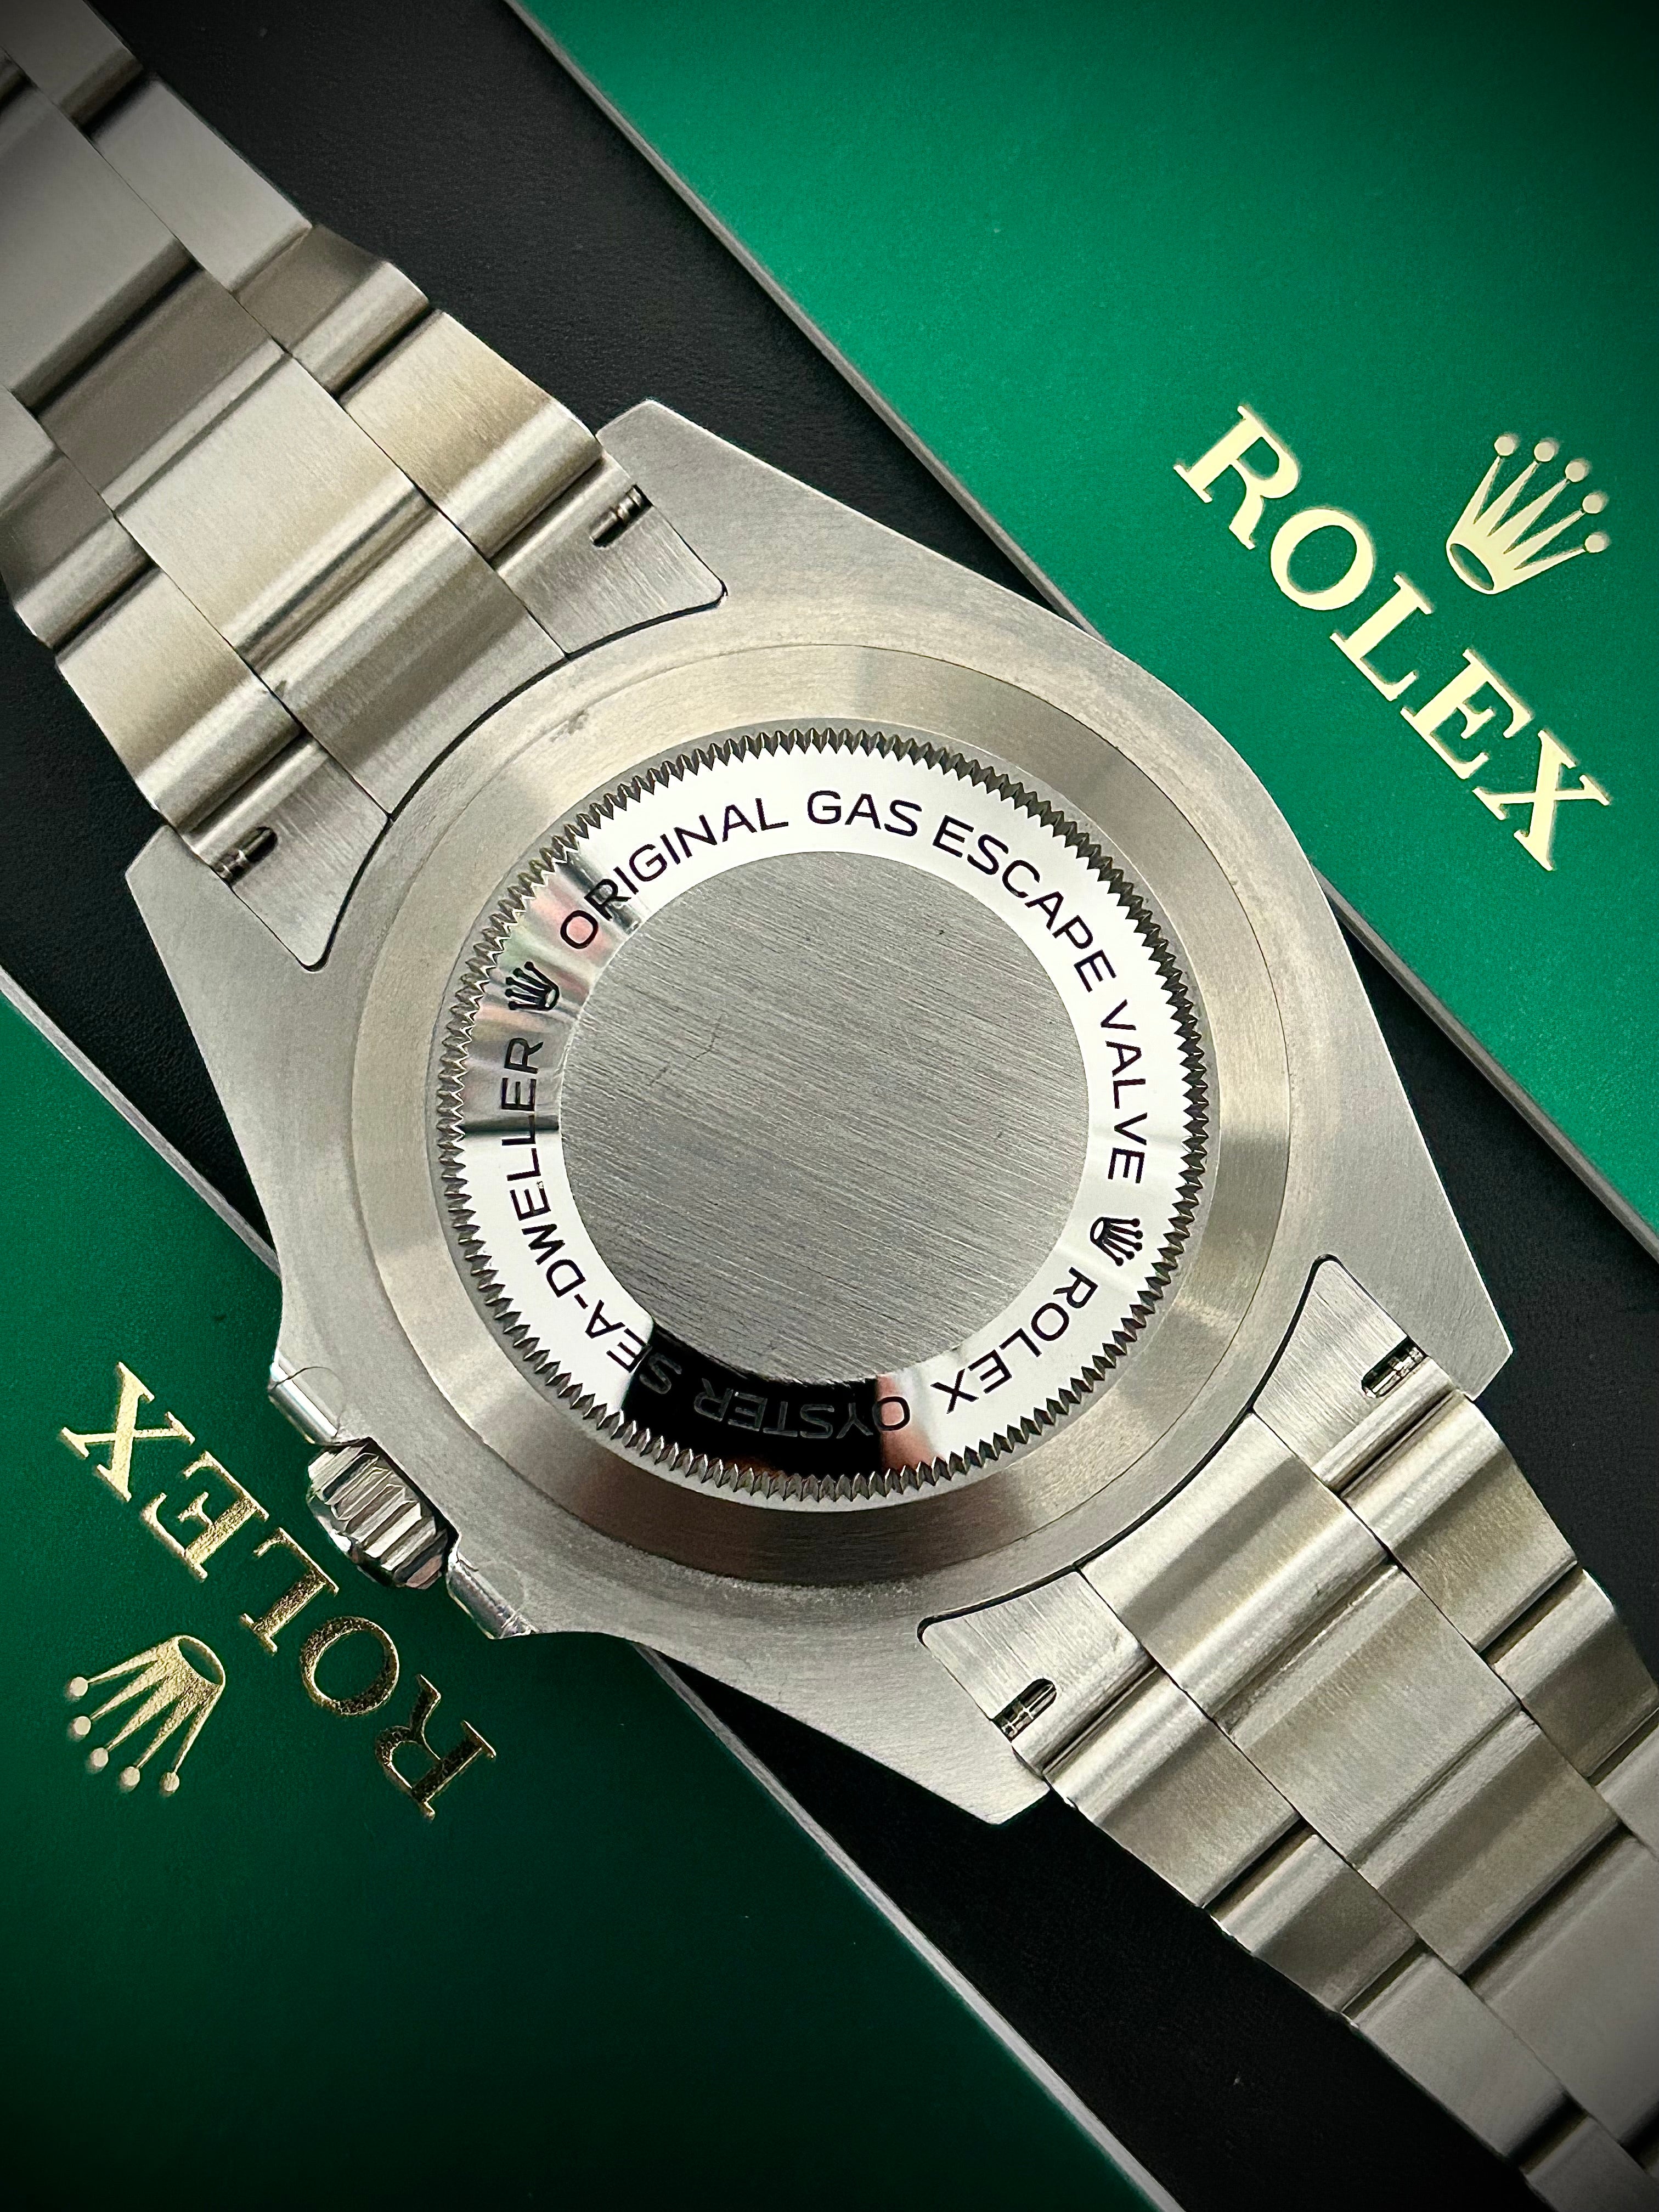 ROLEX
ORIGINAL GAS ESCAPE VALVE
ROLEX OYSTER SEA-DWELLER
ROLEX